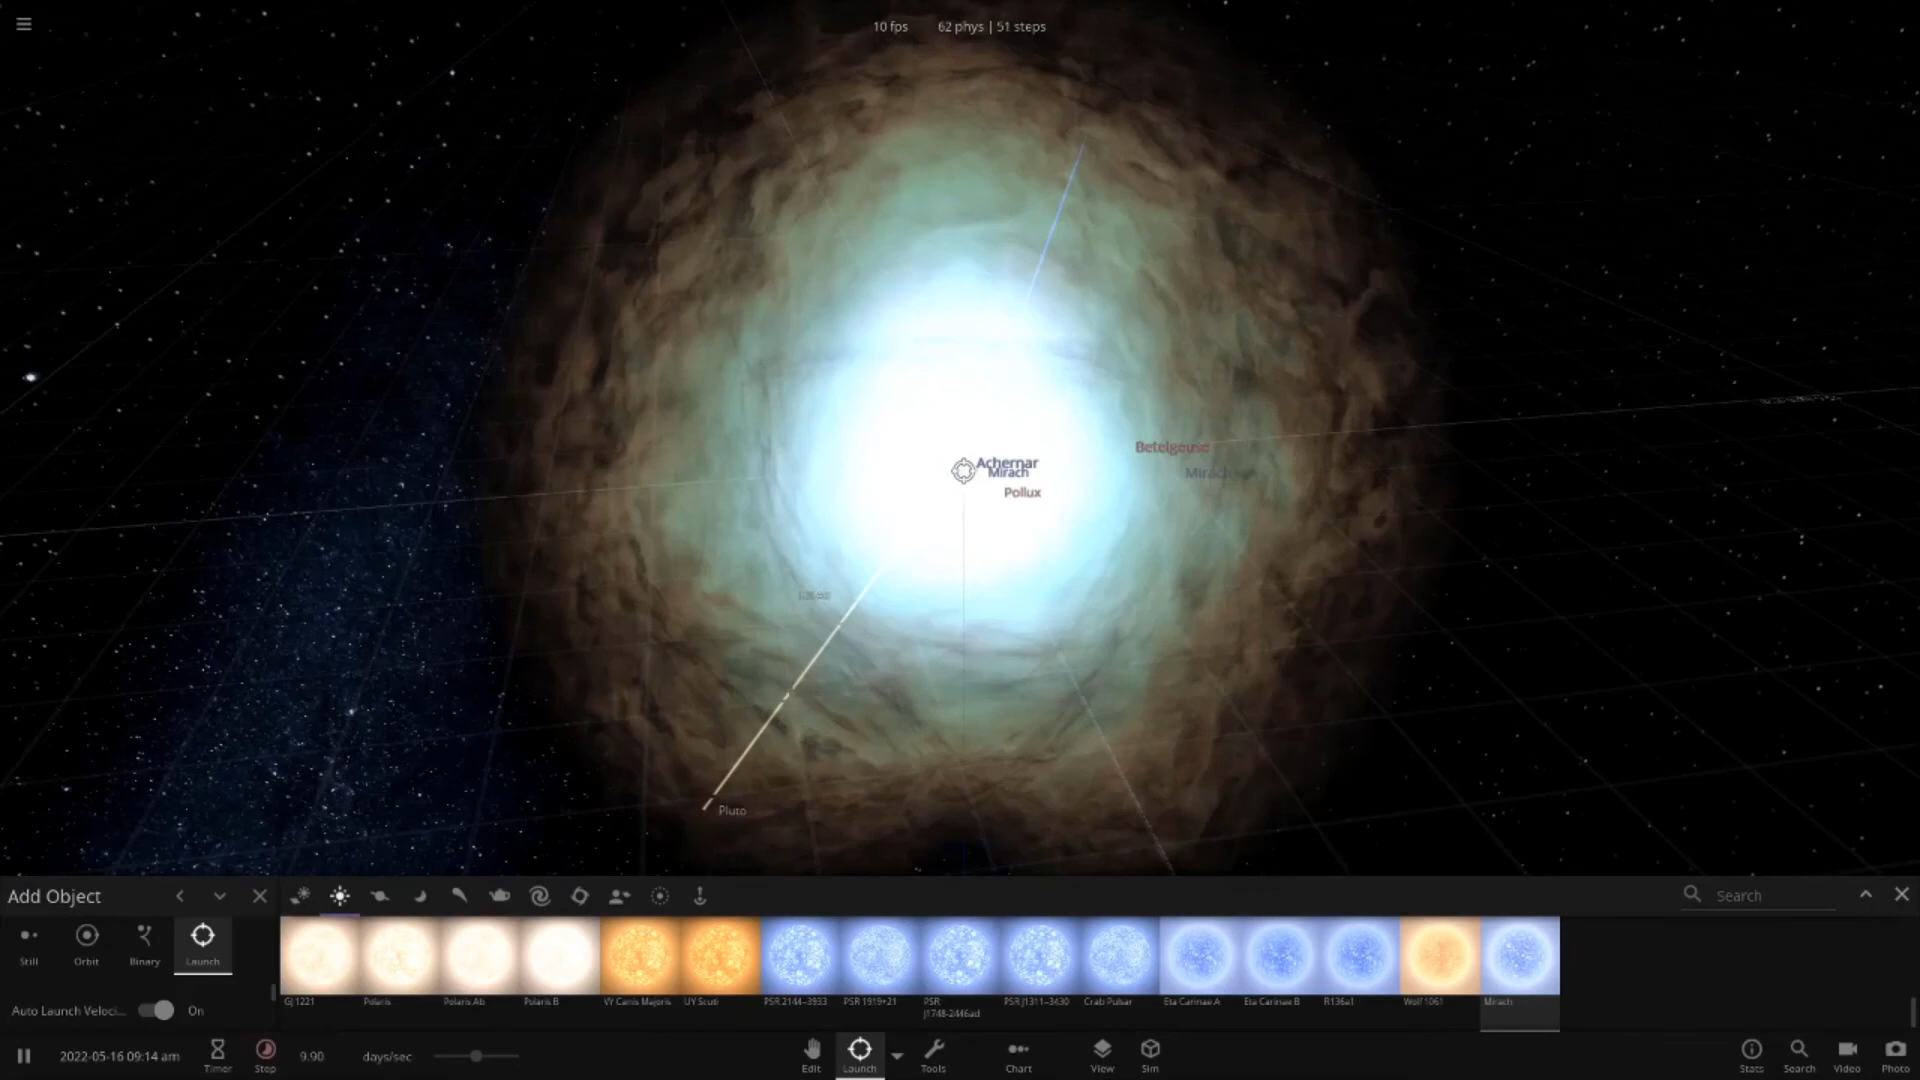 10 fps 62 phys | 51 steps
Betelgeuse
Achernar
Mirach
Mirach
Pollux
Pluto
Add Object
Search
Still Orbit Binary Launch
GJ 1221 Polaris Polaris Ab Polaris B VY Canis Majoris UY Scuti PSR 2144-3933 PSR 1919+21 PSR J1748-2446ad PSR J1311-3430 Crab Pulsar Eta Carinae A Eta Carinae B R136a1 Wolf 1061 Mirach
Auto Launch Veloci... On
2022-05-16 09:14 am Timer Step 9.90 days/sec Edit Launch Tools Chart View Sim Stats Search Video Photo